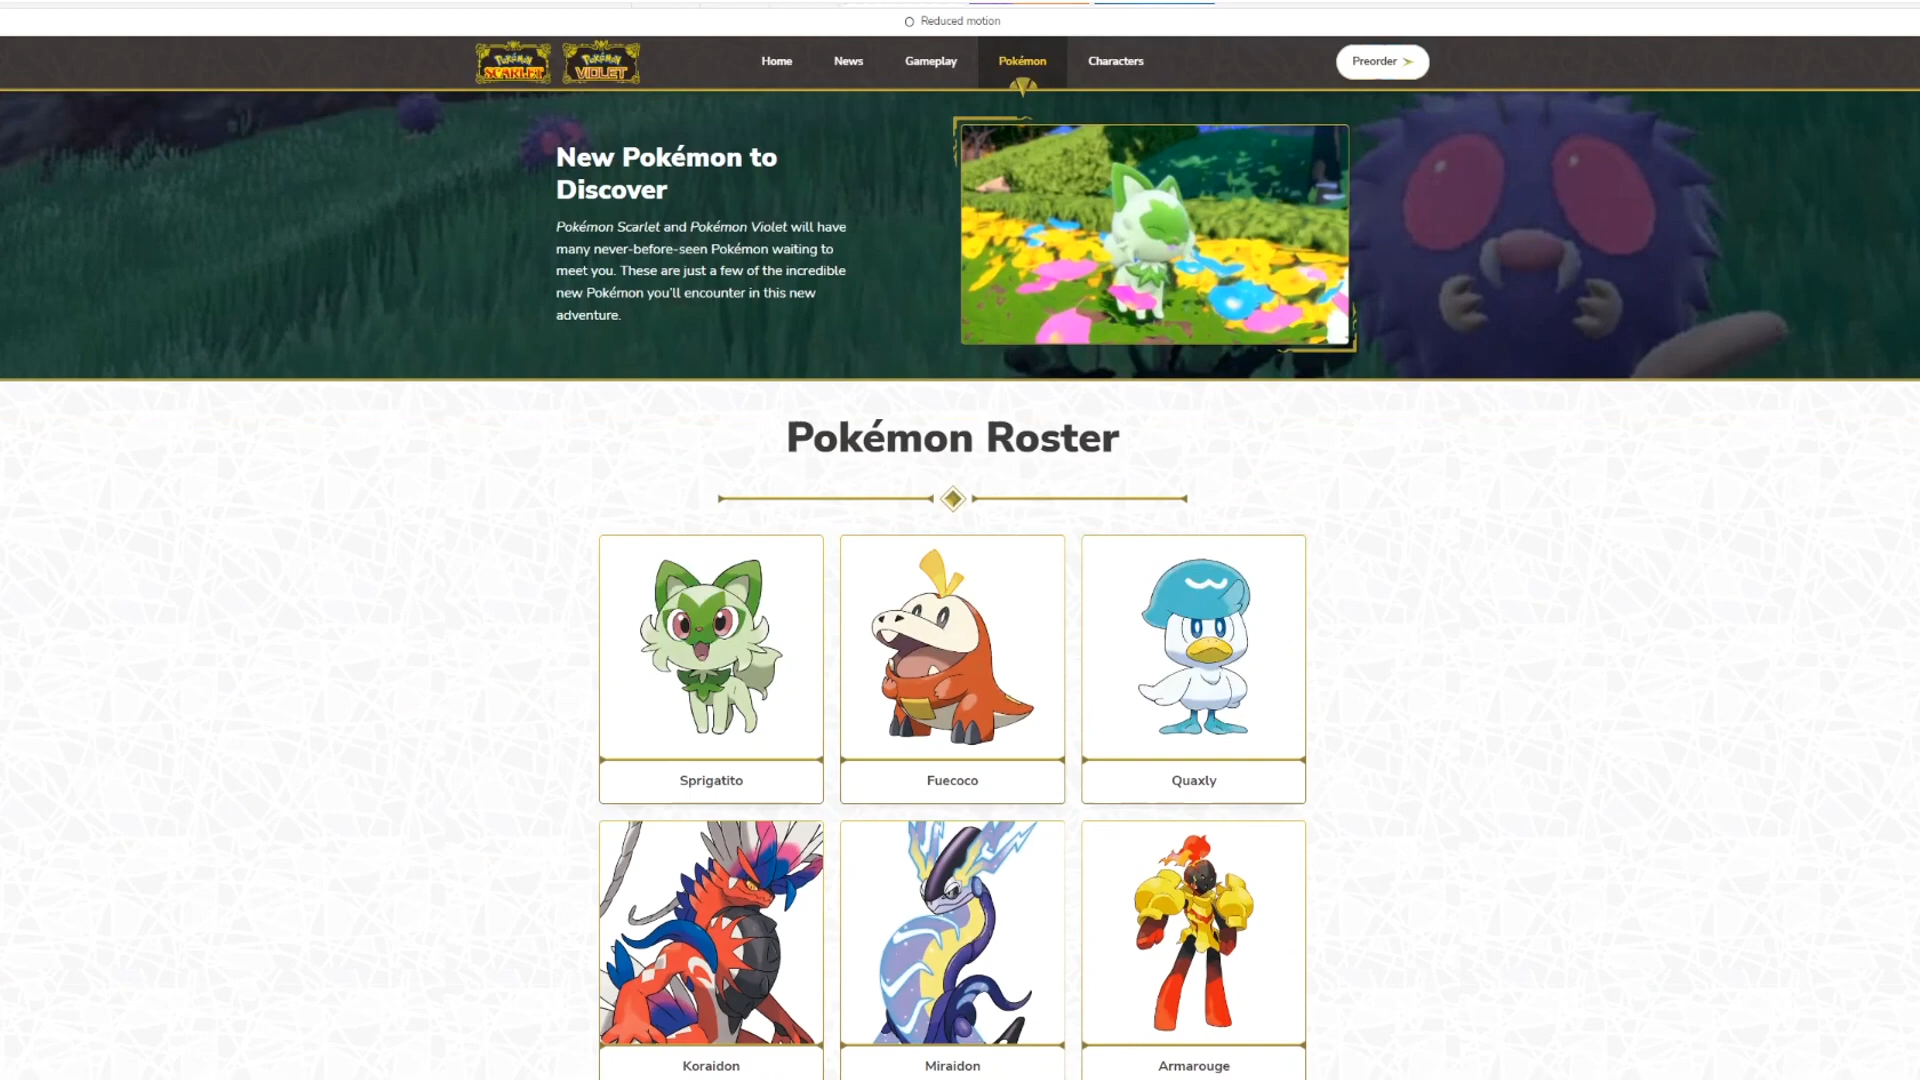 Reduced motion
Pokémon SCARLET
Pokémon VIOLET
Home
News
Gameplay
Pokémon
Characters
Preorder
New Pokémon to
Discover
Pokémon Scarlet and Pokémon Violet will have
many never-before-seen Pokémon waiting to
meet you. These are just a few of the incredible
new Pokémon you'll encounter in this new
adventure.
Pokémon Roster
Sprigatito
Fuecoco
Quaxly
Koraidon
Miraidon
Armarouge